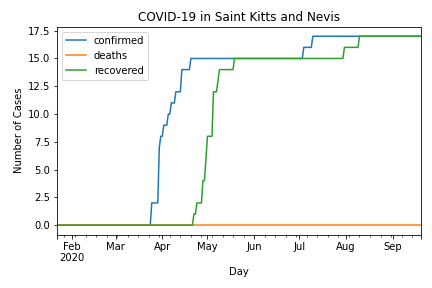 COVID-19 in Saint Kitts and Nevis
confirmed
deaths
recovered
17.5
15.0
12.5
10.0
7.5
5.0
2.5
0.0
Number of Cases
Feb Mar Apr May Jun Jul Aug Sep
2020
Day